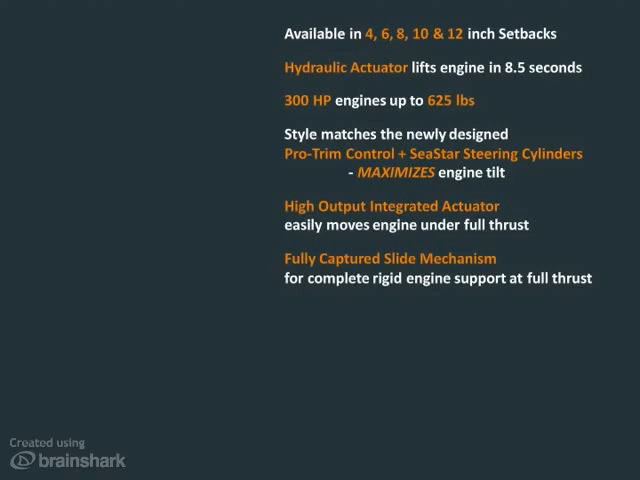 Available in 4, 6, 8, 10 & 12 inch Setbacks
Hydraulic Actuator lifts engine in 8.5 seconds
300 HP engines up to 625 lbs
Style matches the newly designed
Pro-Trim Control + SeaStar Steering Cylinders
- MAXIMIZES engine tilt
High Output Integrated Actuator
easily moves engine under full thrust
Fully Captured Slide Mechanism
for complete rigid engine support at full thrust
Created using
brainshark